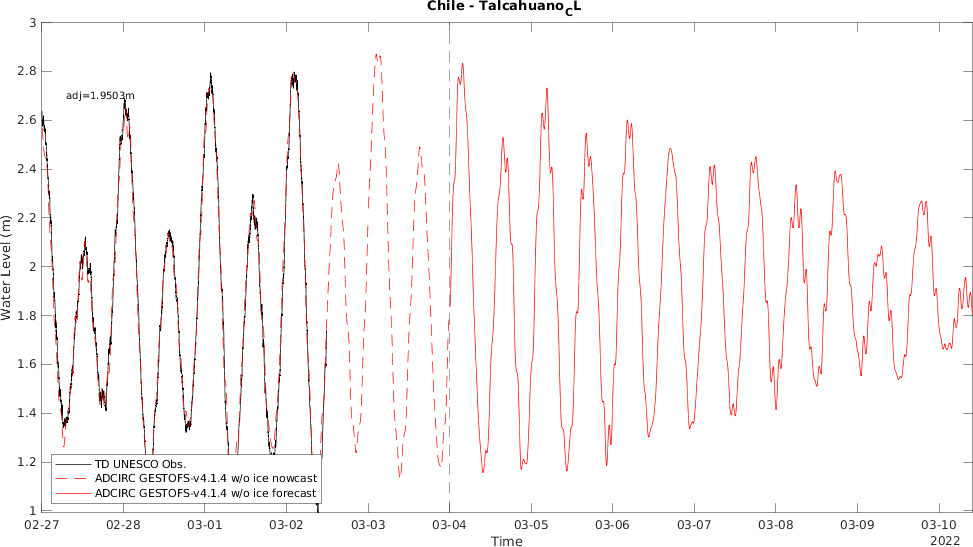 Chile - Talcahuano_CL
3
2.8
2.6
2.4
2.2
2
1.8
1.6
1.4
1.2
1
Water Level (m)
adj=1.9503m
TD UNESCO Obs.
ADCIRC GESTOFS-v4.1.4 w/o ice nowcast
ADCIRC GESTOFS-v4.1.4 w/o ice forecast
02-27 02-28 03-01 03-02 03-03 03-04 03-05 03-06 03-07 03-08 03-09 03-10
Time
2022